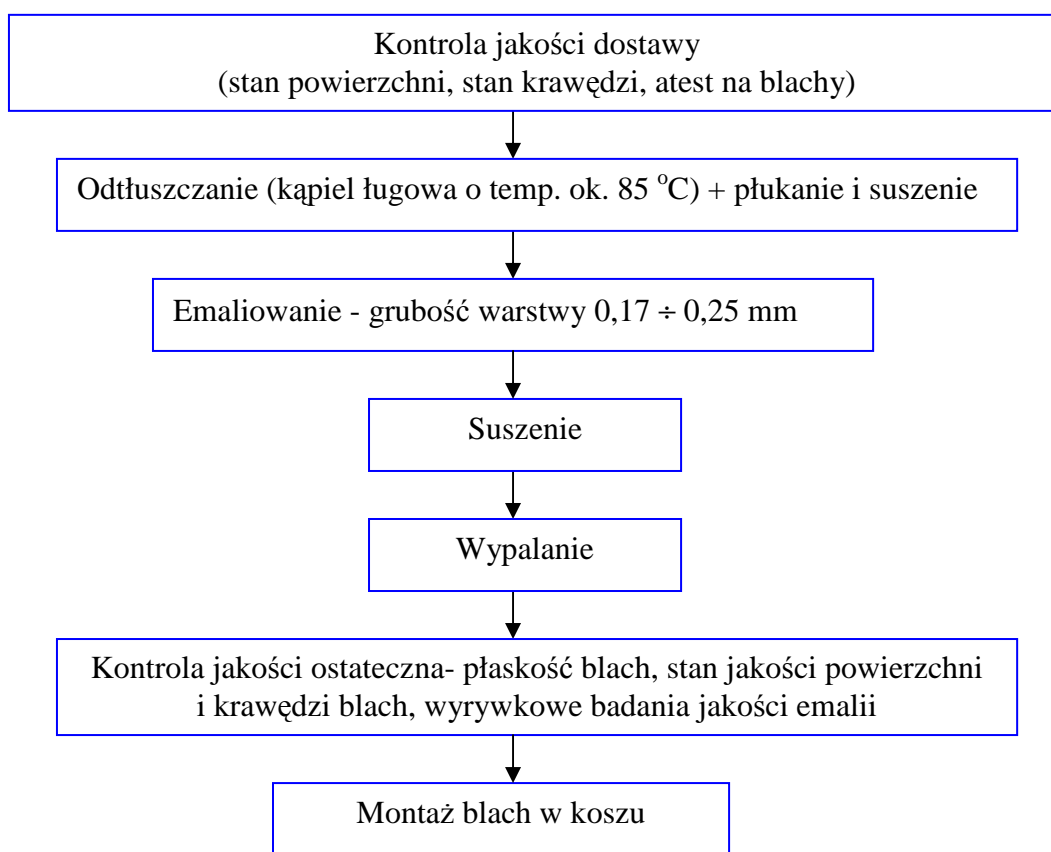 Kontrola jakości dostawy
(stan powierzchni, stan krawędzi, atest na blachy)
Odtłuszczanie (kąpiel ługowa o temp. ok. 85 °C) + płukanie i suszenie
Emaliowanie - grubość warstwy 0,17 ÷ 0,25 mm
Suszenie
Wypalanie
Kontrola jakości ostateczna- płaskość blach, stan jakości powierzchni
i krawędzi blach, wyrywkowe badania jakości emalii
Montaż blach w koszu